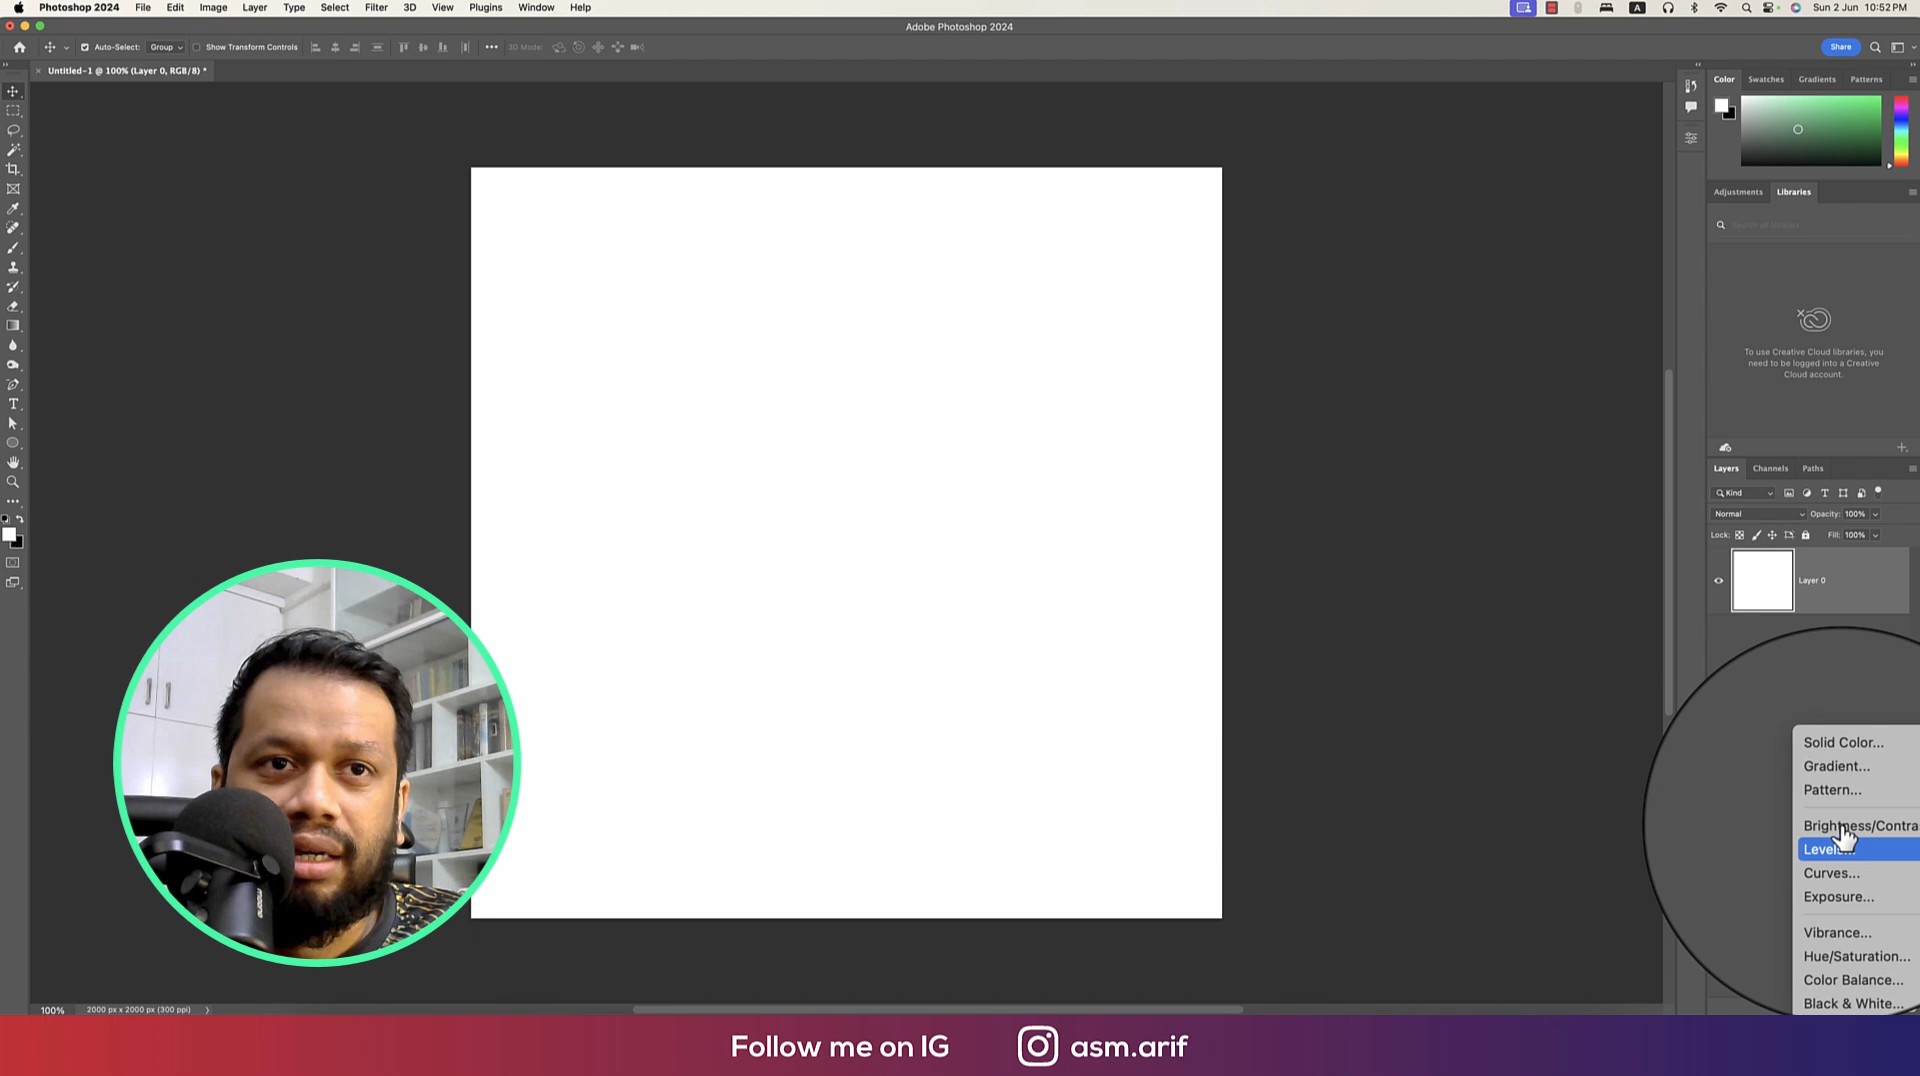 Photoshop 2024 File Edit Image Layer Type Select Filter 3D View Plugins Window Help
A Sun 2 Jun 10:52 PM
Adobe Photoshop 2024
Auto-Select: Group Show Transform Controls 3D Mode: Share
Untitled-1 @ 100% (Layer 0, RGB/8) *
Color Swatches Gradients Patterns
Adjustments Libraries
Search all libraries
To use Creative Cloud libraries, you
need to be logged into a Creative
Cloud account.
Layers Channels Paths
Kind
Normal Opacity: 100%
Lock: Fill: 100%
Layer 0
Solid Color...
Gradient...
Pattern...
Brightness/Contra
Levels...
Curves...
Exposure...
Vibrance...
Hue/Saturation...
Color Balance...
Black & White...
100% 2000 px x 2000 px (300 ppi)
Follow me on IG asm.arif